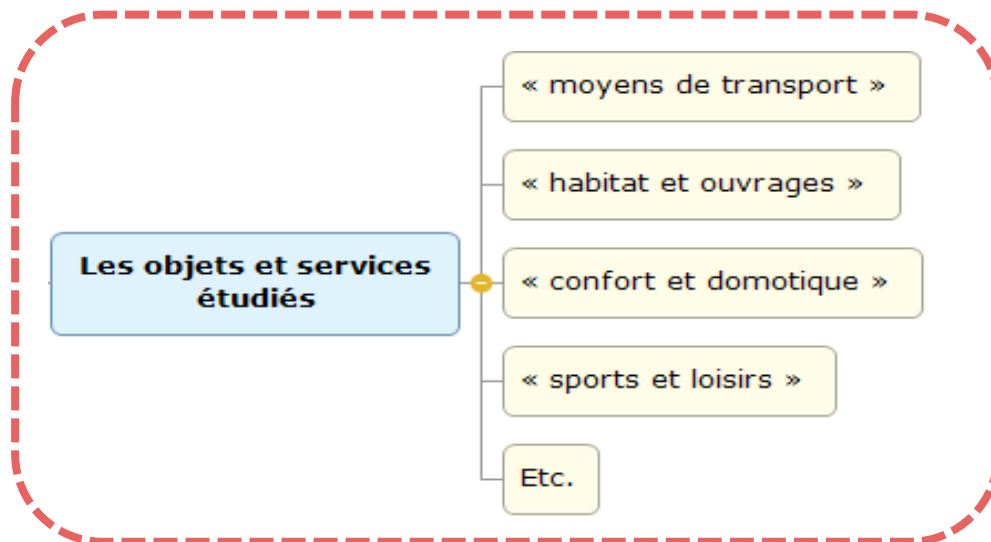 « moyens de transport »
« habitat et ouvrages »
Les objets et services
étudiés
« confort et domotique »
« sports et loisirs »
Etc.